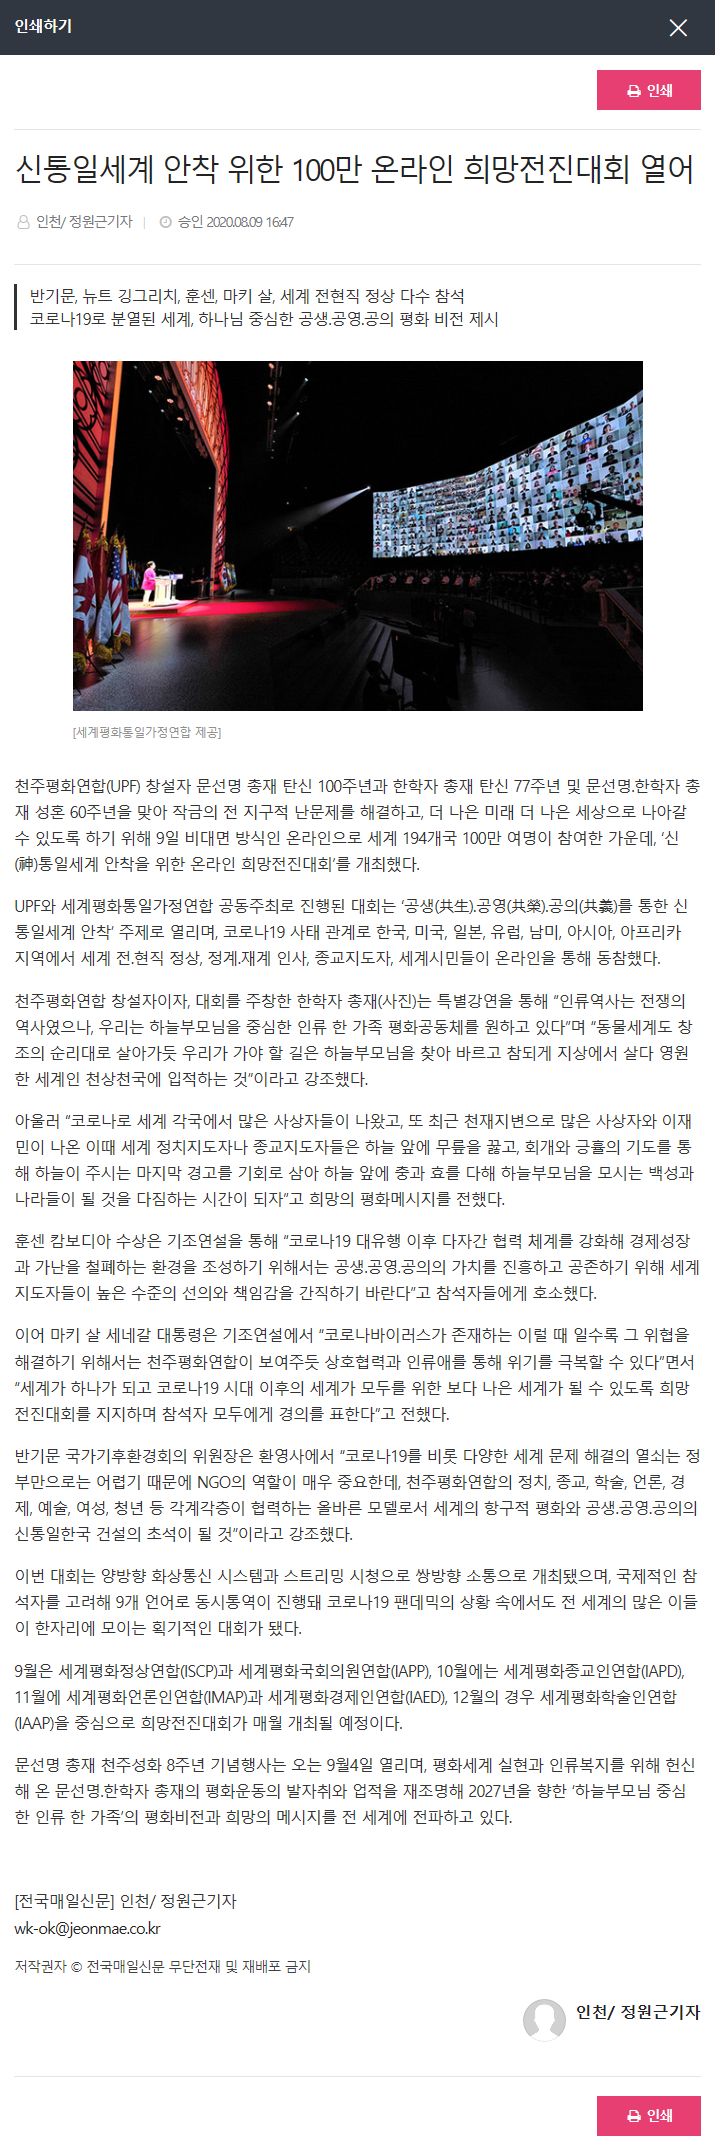 인쇄하기
인쇄
신통일세계 안착 위한 100만 온라인 희망전진대회 열어
인천/ 정원근기자 | 승인 2020.08.09 16:47
반기문, 뉴트 깅그리치, 훈센, 마키 살, 세계 전현직 정상 다수 참석
코로나19로 분열된 세계, 하나님 중심한 공생.공영.공의 평화 비전 제시
[세계평화통일가정연합 제공]
천주평화연합(UPF) 창설자 문선명 총재 탄신 100주년과 한학자 총재 탄신 77주년 및 문선명.한학자 총
재 성혼 60주년을 맞아 작금의 전 지구적 난문제를 해결하고, 더 나은 미래 더 나은 세상으로 나아갈
수 있도록 하기 위해 9일 비대면 방식인 온라인으로 세계 194개국 100만 여명이 참여한 가운데, ‘신
(神)통일세계 안착을 위한 온라인 희망전진대회’를 개최했다.
UPF와 세계평화통일가정연합 공동주최로 진행된 대회는 ‘공생(共生).공영(共榮).공의(共義)를 통한 신
통일세계 안착’ 주제로 열리며, 코로나19 사태 관계로 한국, 미국, 일본, 유럽, 남미, 아시아, 아프리카
지역에서 세계 전.현직 정상, 정계.재계 인사, 종교지도자, 세계시민들이 온라인을 통해 동참했다.
천주평화연합 창설자이자, 대회를 주창한 한학자 총재(사진)는 특별강연을 통해 “인류역사는 전쟁의
역사였으나, 우리는 하늘부모님을 중심한 인류 한 가족 평화공동체를 원하고 있다”며 “동물세계도 창
조의 순리대로 살아가듯 우리가 가야 할 길은 하늘부모님을 찾아 바르고 참되게 지상에서 살다 영원
한 세계인 천상천국에 입적하는 것”이라고 강조했다.
아울러 “코로나로 세계 각국에서 많은 사상자들이 나왔고, 또 최근 천재지변으로 많은 사상자와 이재
민이 나온 이때 세계 정치지도자나 종교지도자들은 하늘 앞에 무릎을 꿇고, 회개와 긍휼의 기도를 통
해 하늘이 주시는 마지막 경고를 기회로 삼아 하늘 앞에 충과 효를 다해 하늘부모님을 모시는 백성과
나라들이 될 것을 다짐하는 시간이 되자”고 희망의 평화메시지를 전했다.
훈센 캄보디아 수상은 기조연설을 통해 “코로나19 대유행 이후 다자간 협력 체계를 강화해 경제성장
과 가난을 철폐하는 환경을 조성하기 위해서는 공생.공영.공의의 가치를 진흥하고 공존하기 위해 세계
지도자들이 높은 수준의 선의와 책임감을 간직하기 바란다”고 참석자들에게 호소했다.
이어 마키 살 세네갈 대통령은 기조연설에서 “코로나바이러스가 존재하는 이럴 때 일수록 그 위협을
해결하기 위해서는 천주평화연합이 보여주듯 상호협력과 인류애를 통해 위기를 극복할 수 있다”면서
“세계가 하나가 되고 코로나19 시대 이후의 세계가 모두를 위한 보다 나은 세계가 될 수 있도록 희망
전진대회를 지지하며 참석자 모두에게 경의를 표한다”고 전했다.
반기문 국가기후환경회의 위원장은 환영사에서 “코로나19를 비롯 다양한 세계 문제 해결의 열쇠는 정
부만으로는 어렵기 때문에 NGO의 역할이 매우 중요한데, 천주평화연합의 정치, 종교, 학술, 언론, 경
제, 예술, 여성, 청년 등 각계각층이 협력하는 올바른 모델로서 세계의 항구적 평화와 공생.공영.공의의
신통일한국 건설의 초석이 될 것”이라고 강조했다.
이번 대회는 양방향 화상통신 시스템과 스트리밍 시청으로 쌍방향 소통으로 개최됐으며, 국제적인 참
석자를 고려해 9개 언어로 동시통역이 진행돼 코로나19 팬데믹의 상황 속에서도 전 세계의 많은 이들
이 한자리에 모이는 획기적인 대회가 됐다.
9월은 세계평화정상연합(ISCP)과 세계평화국회의원연합(IAPP), 10월에는 세계평화종교인연합(IAPD),
11월에 세계평화언론인연합(IMAP)과 세계평화경제인연합(IAED), 12월의 경우 세계평화학술인연합
(IAAP)을 중심으로 희망전진대회가 매월 개최될 예정이다.
문선명 총재 천주성화 8주년 기념행사는 오는 9월4일 열리며, 평화세계 실현과 인류복지를 위해 헌신
해 온 문선명.한학자 총재의 평화운동의 발자취와 업적을 재조명해 2027년을 향한 ‘하늘부모님 중심
한 인류 한 가족’의 평화비전과 희망의 메시지를 전 세계에 전파하고 있다.
[전국매일신문] 인천/ 정원근기자
wk-ok@jeonmae.co.kr
저작권자 © 전국매일신문 무단전재 및 재배포 금지
인천/ 정원근기자
인쇄